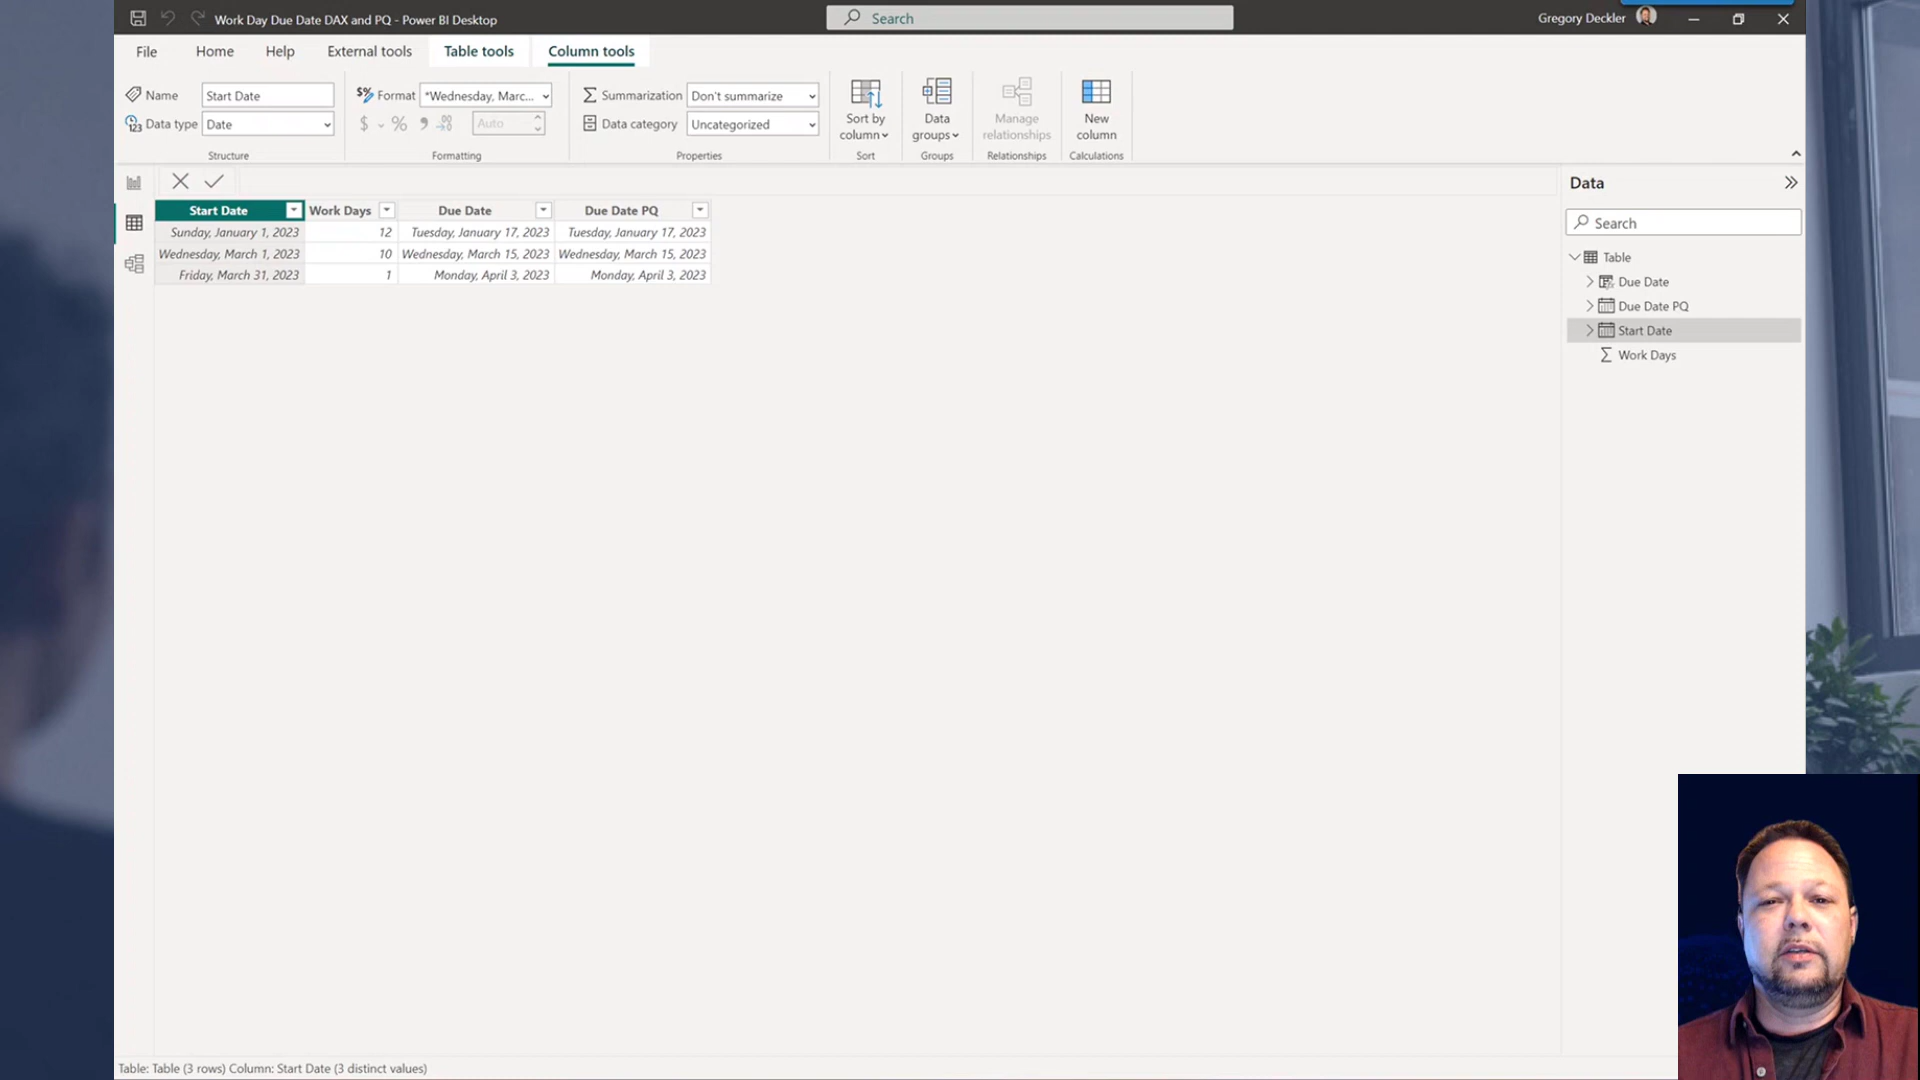 Work Day Due Date DAX and PQ - Power BI Desktop
Search
Gregory Deckler
File Home Help External tools Table tools Column tools
Name Start Date
Format *Wednesday, Marc...
Summarization Don't summarize
Data type Date
$ % 9 .00 Auto
Data category Uncategorized
Sort by column
Data groups
Manage relationships
New column
Structure Formatting Properties Sort Groups Relationships Calculations
Start Date Work Days Due Date Due Date PQ
Sunday, January 1, 2023 12 Tuesday, January 17, 2023 Tuesday, January 17, 2023
Wednesday, March 1, 2023 10 Wednesday, March 15, 2023 Wednesday, March 15, 2023
Friday, March 31, 2023 1 Monday, April 3, 2023 Monday, April 3, 2023
Data
Search
Table
Due Date
Due Date PQ
Start Date
Work Days
Table: Table (3 rows) Column: Start Date (3 distinct values)